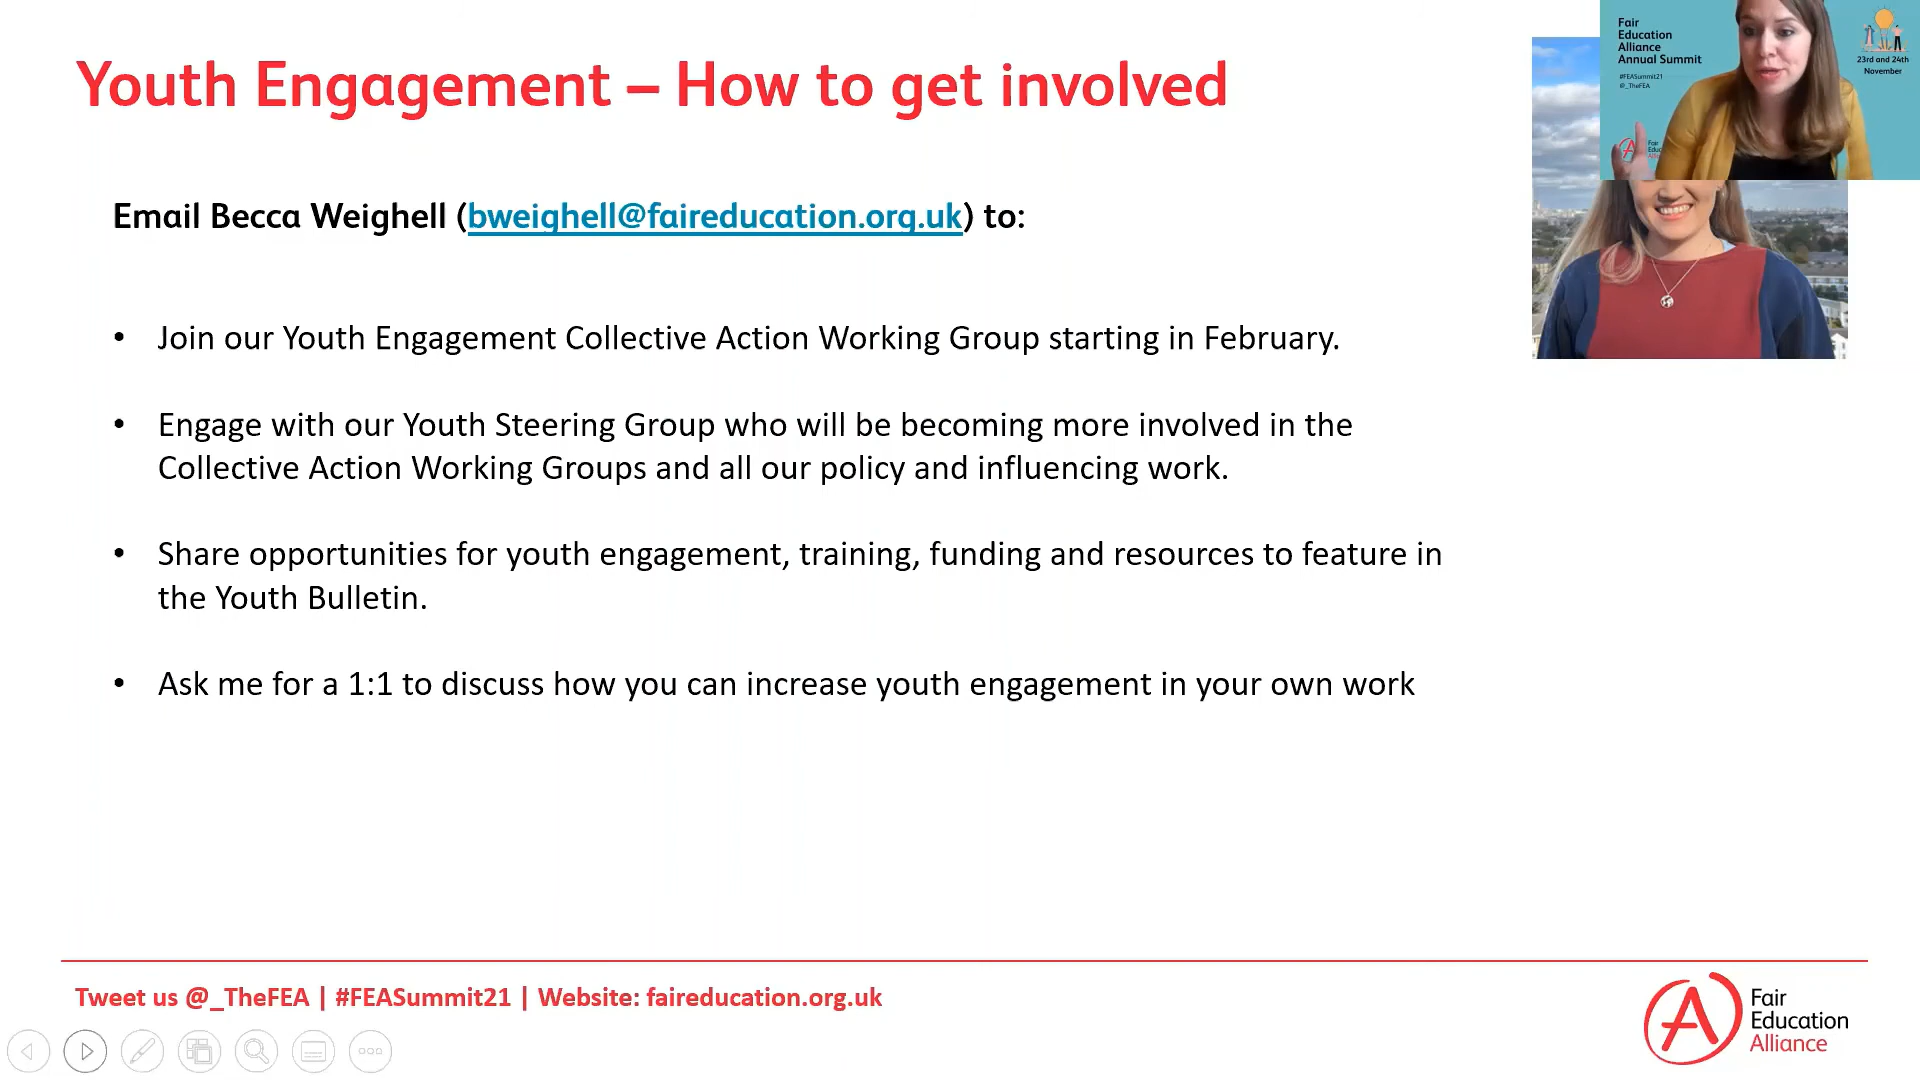 Youth Engagement – How to get involved
Fair
Education
Alliance
Annual Summit
#FEASummit21
@_TheFEA
23rd and 24th
November
Email Becca Weighell (bweighell@faireducation.org.uk) to:
• Join our Youth Engagement Collective Action Working Group starting in February.
• Engage with our Youth Steering Group who will be becoming more involved in the
Collective Action Working Groups and all our policy and influencing work.
• Share opportunities for youth engagement, training, funding and resources to feature in
the Youth Bulletin.
• Ask me for a 1:1 to discuss how you can increase youth engagement in your own work
Tweet us @_TheFEA | #FEASummit21 | Website: faireducation.org.uk
Fair
Education
Alliance